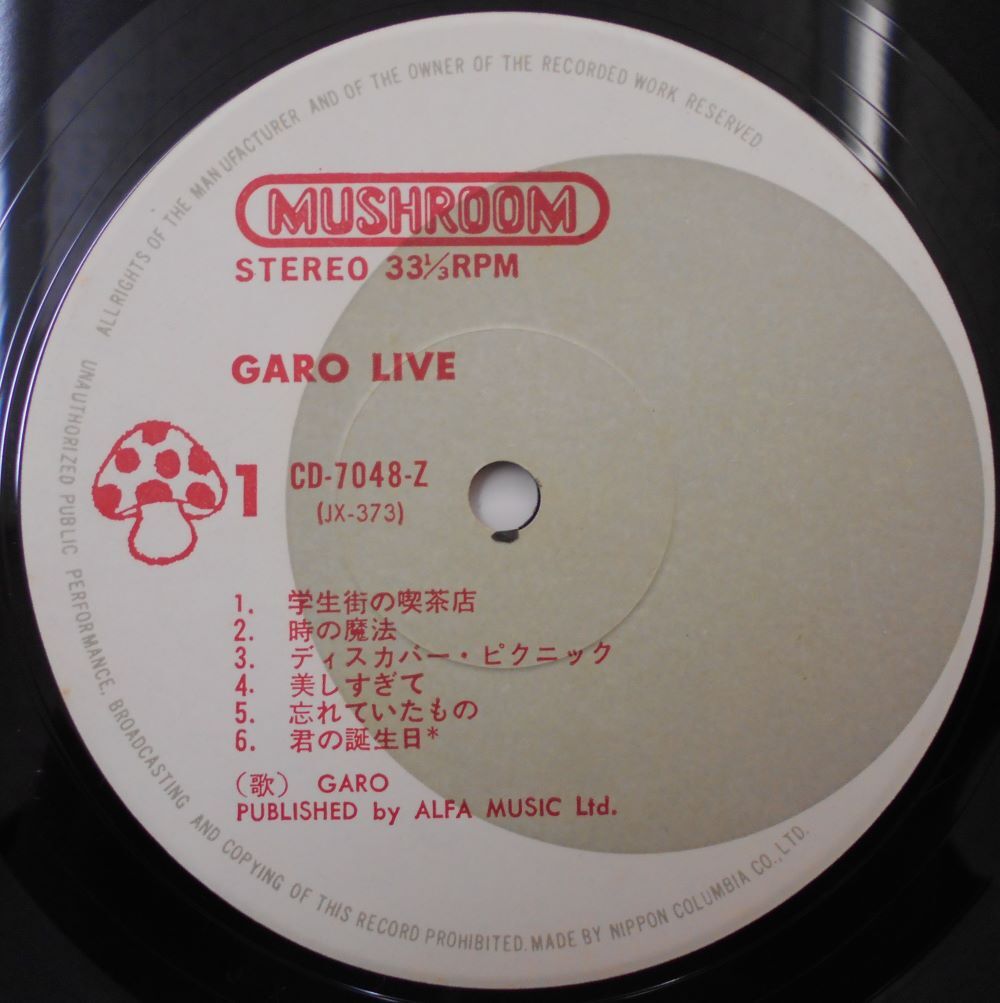 ALL RIGHTS OF THE MANUFACTURER AND OF THE OWNER OF THE RECORDED WORK RESERVED
MUSHROOM
STEREO 33⅓RPM
GARO LIVE
1 CD-7048-Z
(JX-373)
1. 学生街の喫茶店
2. 時の魔法
3. ディスカバー・ピクニック
4. 美しすぎて
5. 忘れていたもの
6. 君の誕生日*
(歌) GARO
PUBLISHED by ALFA MUSIC Ltd.
UNAUTHORIZED PUBLIC PERFORMANCE, BROADCASTING AND COPYING OF THIS RECORD PROHIBITED. MADE BY NIPPON COLUMBIA CO., LTD.